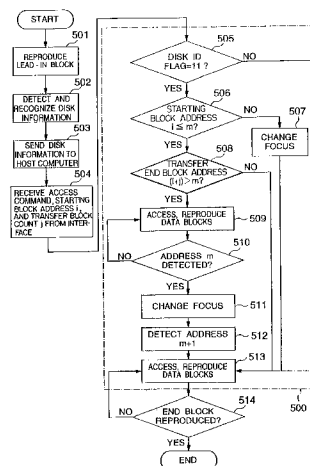 START
501
REPRODUCE
LEAD-IN BLOCK
502
DETECT AND
RECOGNIZE DISK
INFORMATION
503
SEND DISK
INFORMATION TO
HOST COMPUTER
504
RECEIVE ACCESS
COMMAND, STARTING
BLOCK ADDRESS i,
AND TRANSFER BLOCK
COUNT j FROM INTER-
FACE
505
DISK ID
FLAG=11 ?
NO
YES
506
STARTING
BLOCK ADDRESS
i ≦ m?
NO
507
CHANGE
FOCUS
YES
508
TRANSFER
END BLOCK ADDRESS
(i+j) > m?
NO
YES
ACCESS, REPRODUCE
DATA BLOCKS
509
510
ADDRESS m
DETECTED?
NO
YES
CHANGE FOCUS
511
DETECT ADDRESS
m+1
512
513
ACCESS, REPRODUCE
DATA BLOCKS
500
514
END BLOCK
REPRODUCED?
NO
YES
END